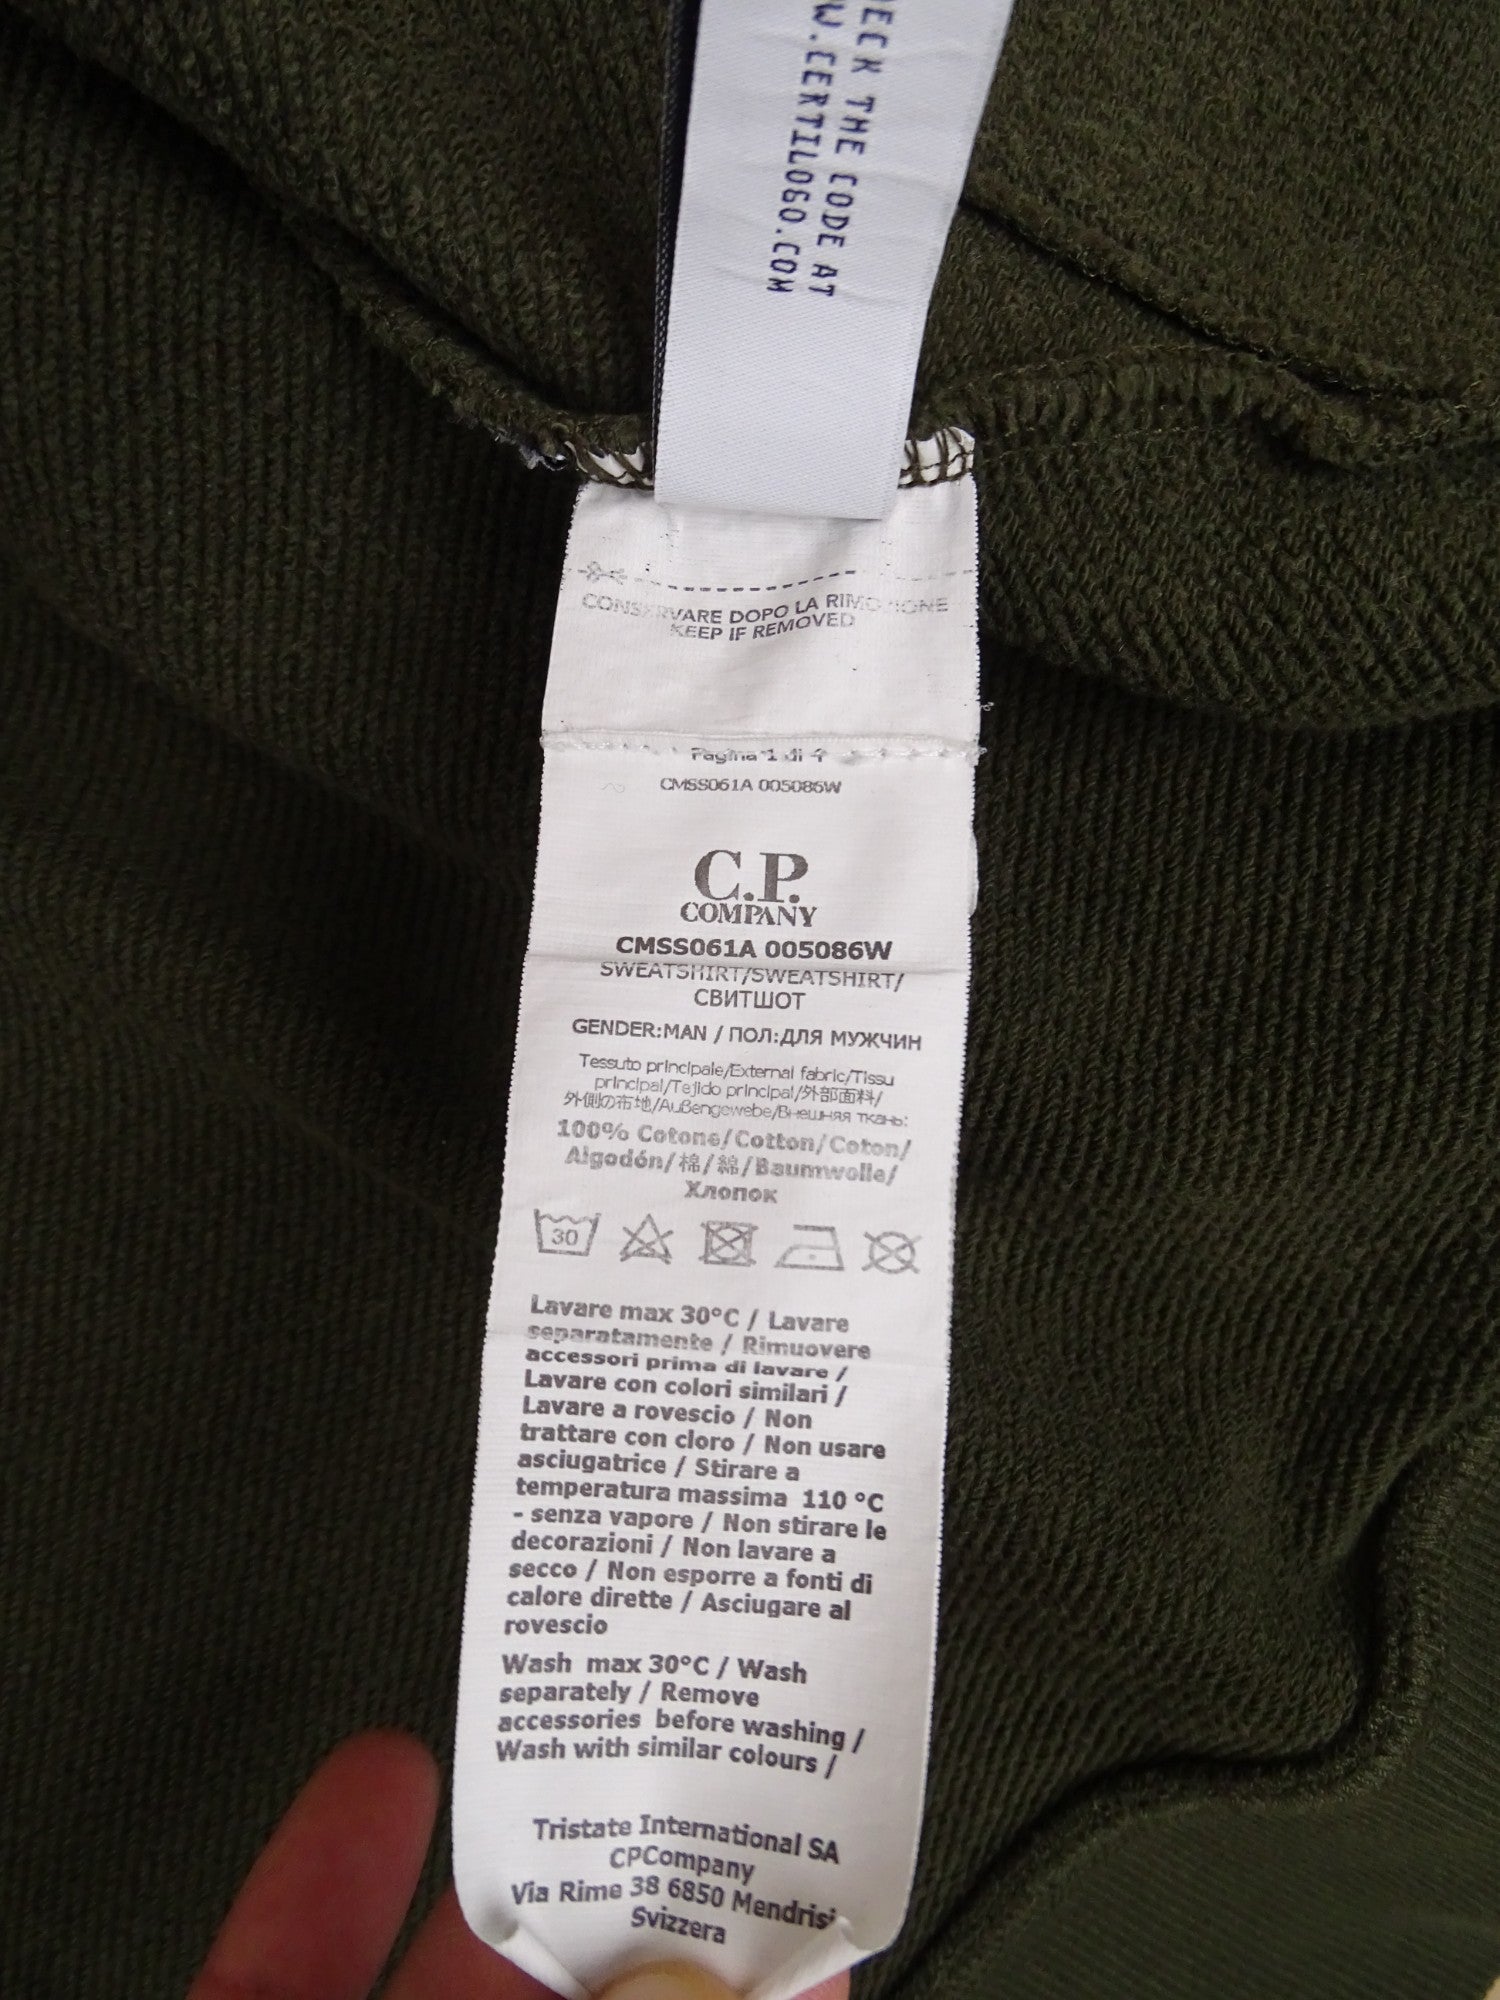 ECK THE CODE AT
W.CERTILOGO.COM
CONSERVARE DOPO LA RIMOZIONE
KEEP IF REMOVED
Pagina 1 di 4
CMSS061A 005086W
C.P.
COMPANY
CMSS061A 005086W
SWEATSHIRT/SWEATSHIRT/
СВИТШОТ
GENDER:MAN / ПОЛ:ДЛЯ МУЖЧИН
Tessuto principale/External fabric/Tissu
principal/Tejido principal/外部面料/
外側の布地/Außengewebe/Внешняя ткань:
100% Cotone/Cotton/Coton/
Algodón/棉/綿/Baumwolle/
Хлопок
30
Lavare max 30°C / Lavare
separatamente / Rimuovere
accessori prima di lavare /
Lavare con colori similari /
Lavare a rovescio / Non
trattare con cloro / Non usare
asciugatrice / Stirare a
temperatura massima 110 °C
- senza vapore / Non stirare le
decorazioni / Non lavare a
secco / Non esporre a fonti di
calore dirette / Asciugare al
rovescio
Wash max 30°C / Wash
separately / Remove
accessories before washing /
Wash with similar colours /
Tristate International SA
CPCompany
Via Rime 38 6850 Mendrisi
Svizzera